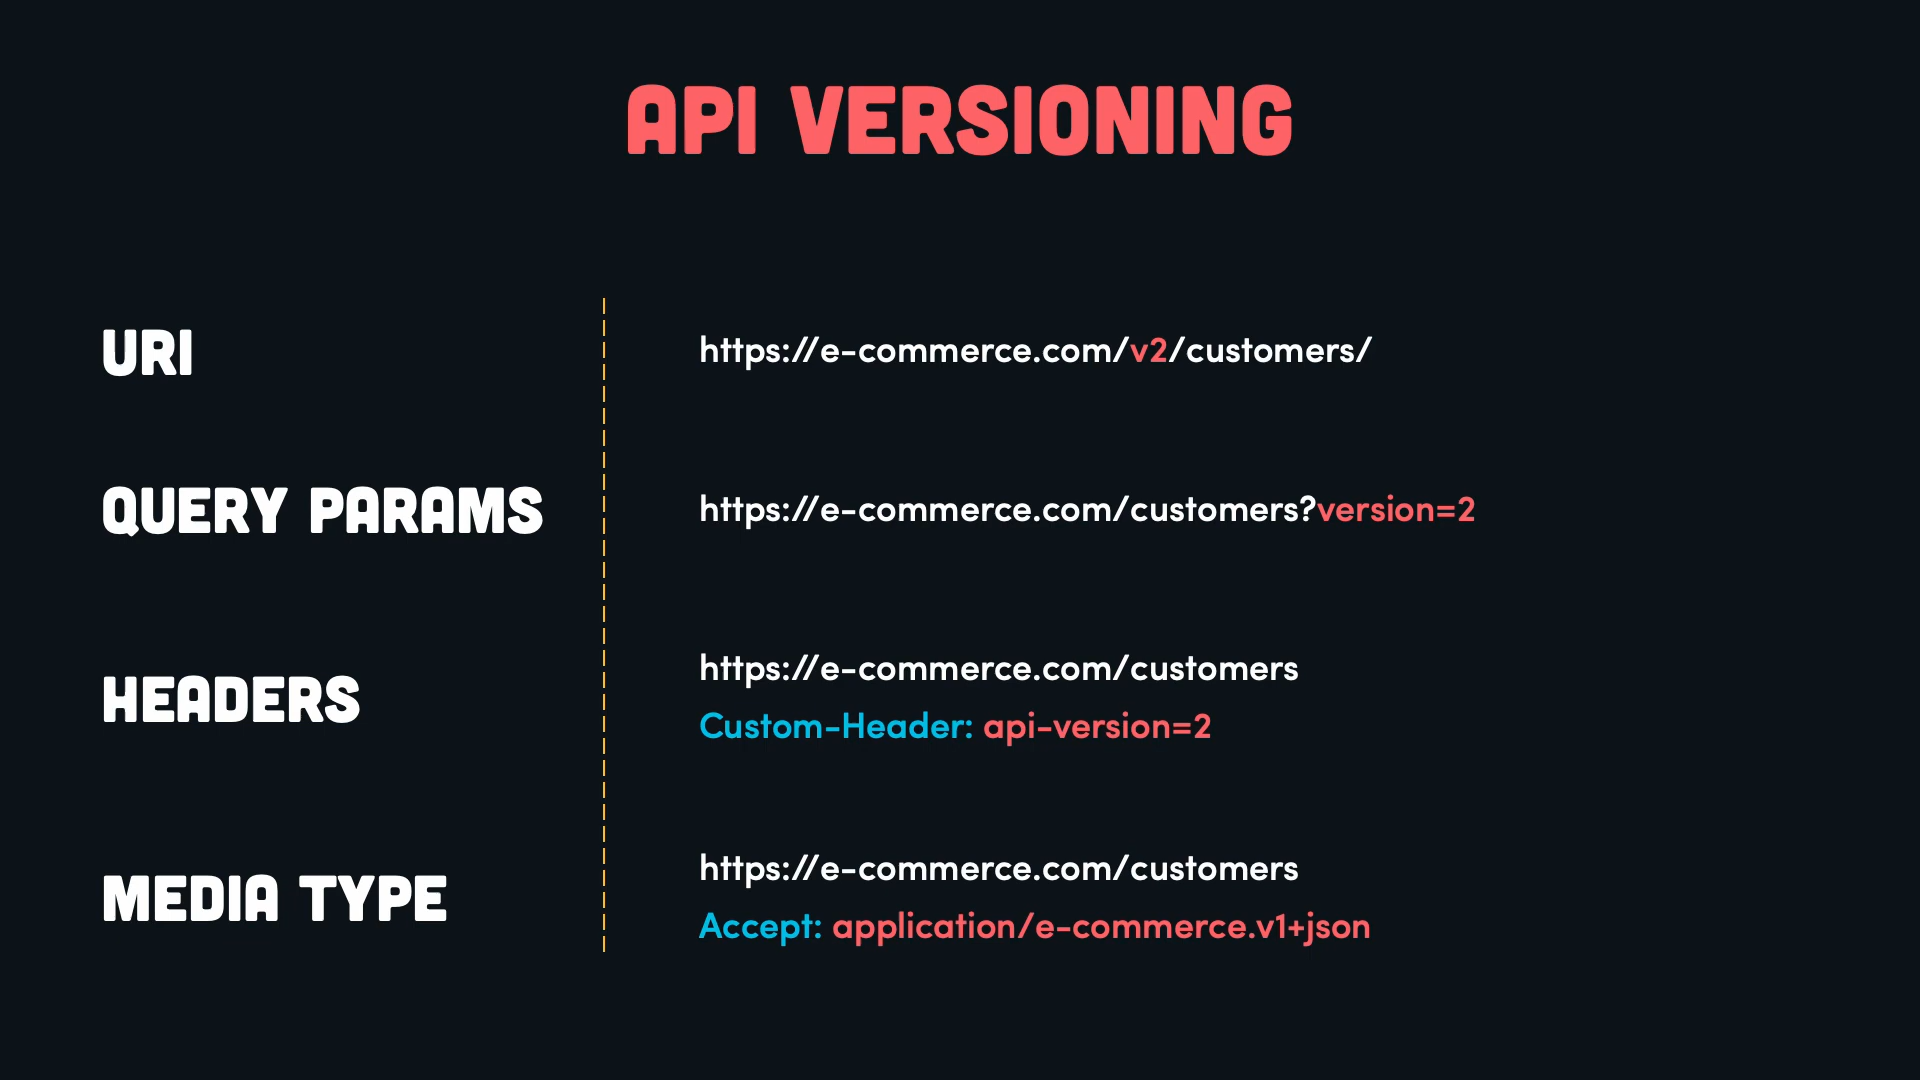 API VERSIONING
URI
https://e-commerce.com/v2/customers/
QUERY PARAMS
https://e-commerce.com/customers?version=2
HEADERS
https://e-commerce.com/customers
Custom-Header: api-version=2
MEDIA TYPE
https://e-commerce.com/customers
Accept: application/e-commerce.v1+json